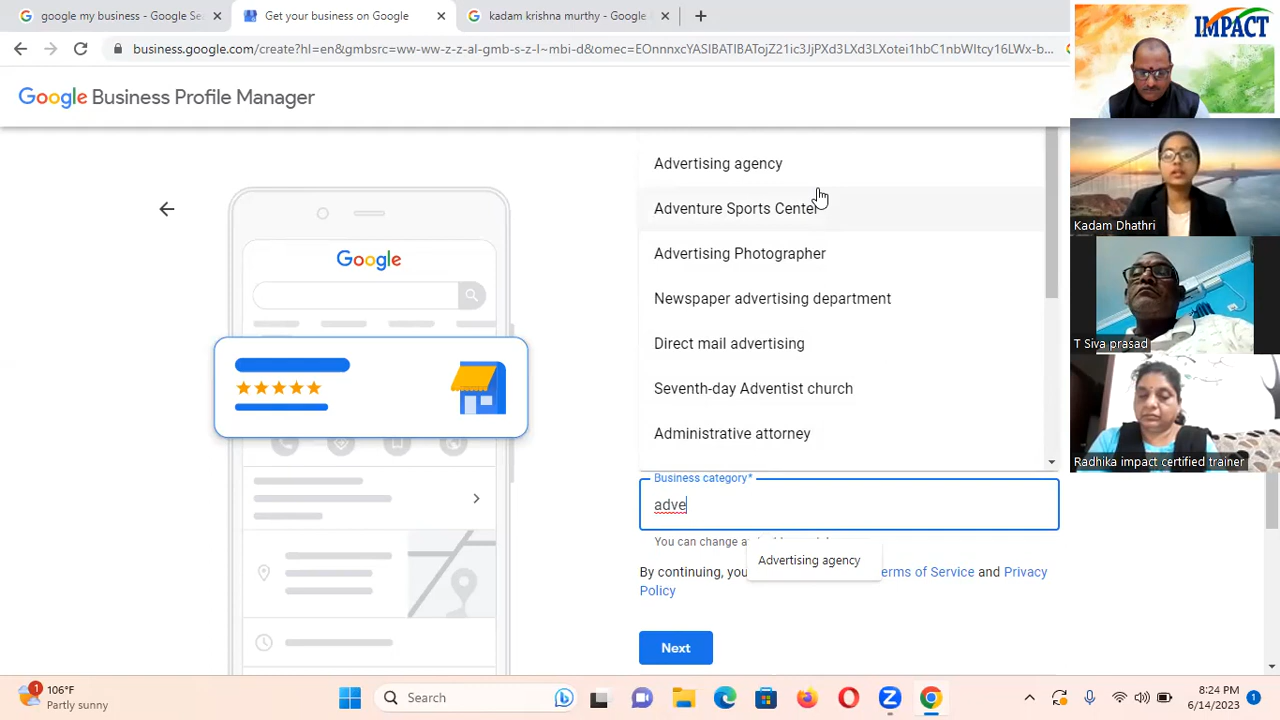 google my business - Google Se
Get your business on Google
kadam krishna murthy - Google
business.google.com/create?hl=en&gmbsrc=ww-ww-z-z-al-gmb-s-z-l~mbi-d&omec=EOnnnxcYASIBATIBATojZ21ic3JjPXd3LXd3LXotei1hbC1nbWItcy16LWx-b...
Google Business Profile Manager
IMPACT
Advertising agency
Adventure Sports Center
Advertising Photographer
Newspaper advertising department
Direct mail advertising
Seventh-day Adventist church
Administrative attorney
Google
Business category*
adve
You can change a
Advertising agency
By continuing, you
erms of Service and Privacy
Policy
Next
Kadam Dhathri
T Siva prasad
Radhika impact certified trainer
1
106°F
Partly sunny
Search
8:24 PM
6/14/2023
1